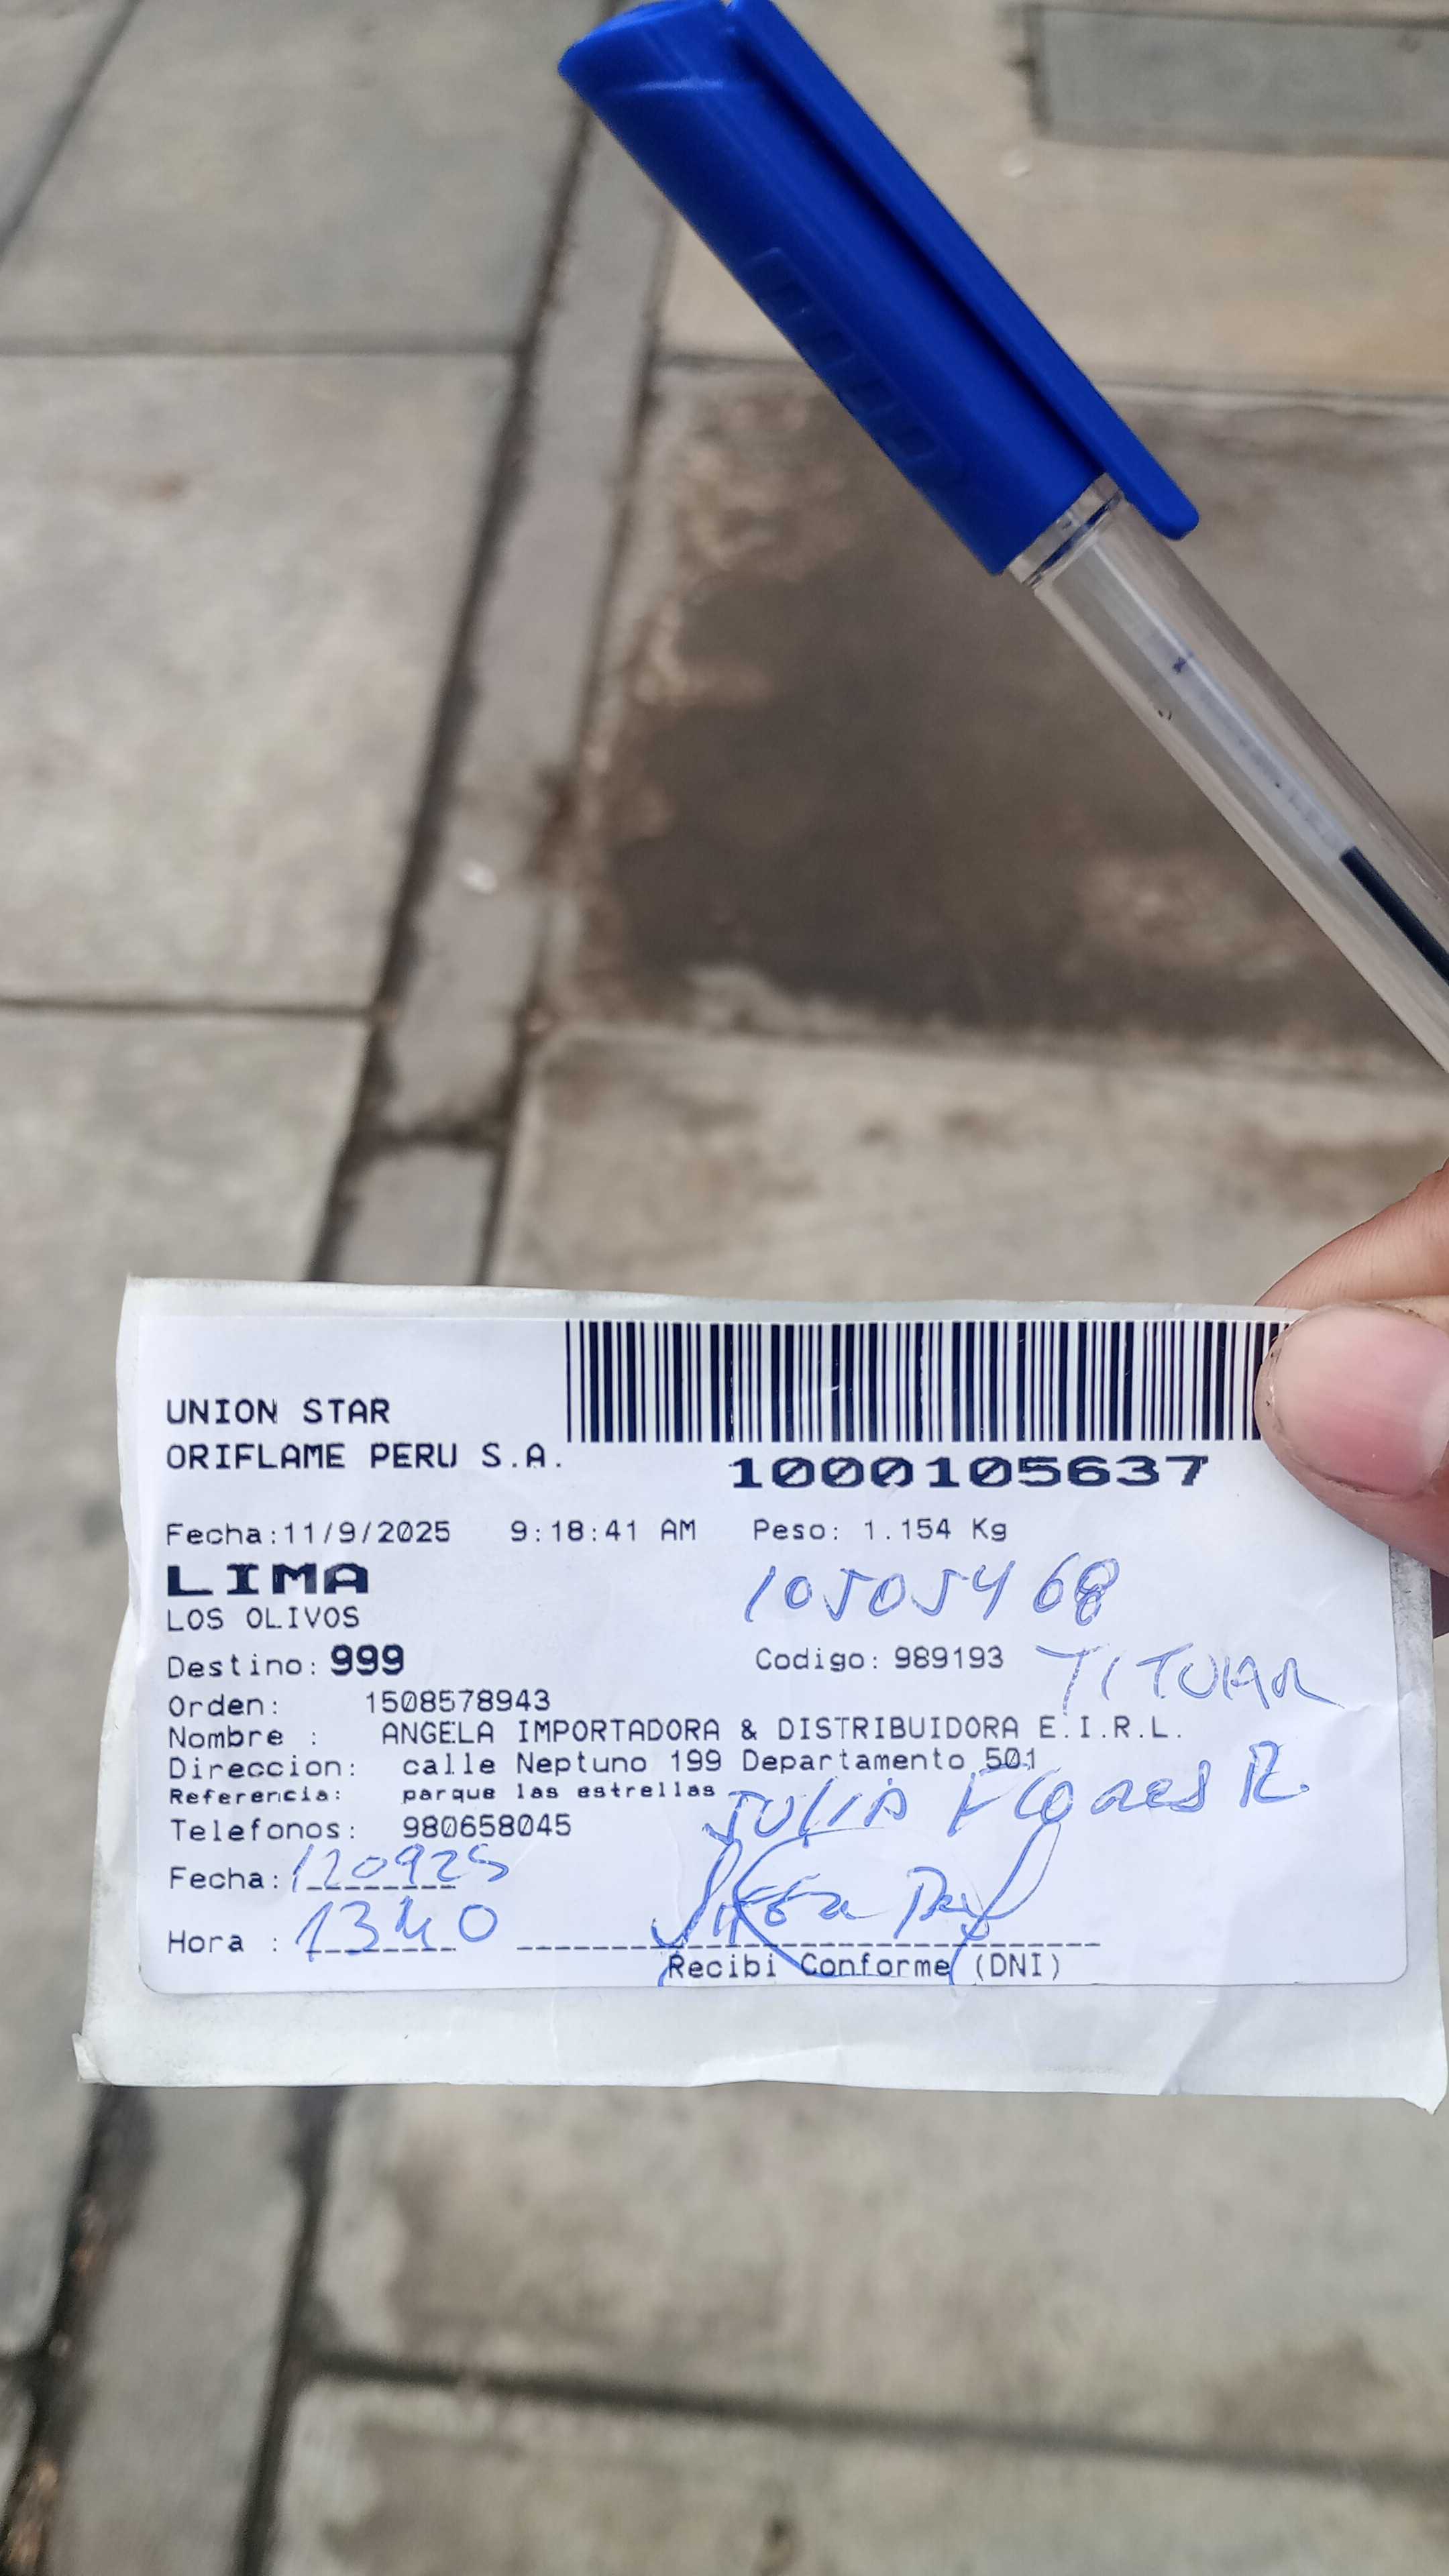 UNION STAR
ORIFLAME PERU S.A.
1000105637
Fecha:11/9/2025 9:18:41 AM Peso: 1.154 Kg
LIMA
10505468
LOS OLIVOS
Destino: 999 Codigo: 989193 TITULAR
Orden: 1508578943
Nombre : ANGELA IMPORTADORA & DISTRIBUIDORA E.I.R.L.
Direccion: calle Neptuno 199 Departamento 501
Referencia: parque las estrellas
JULIA FLORES R.
Telefonos: 980658045
Fecha: 120925
Hora : 1340
Recibi Conforme (DNI)